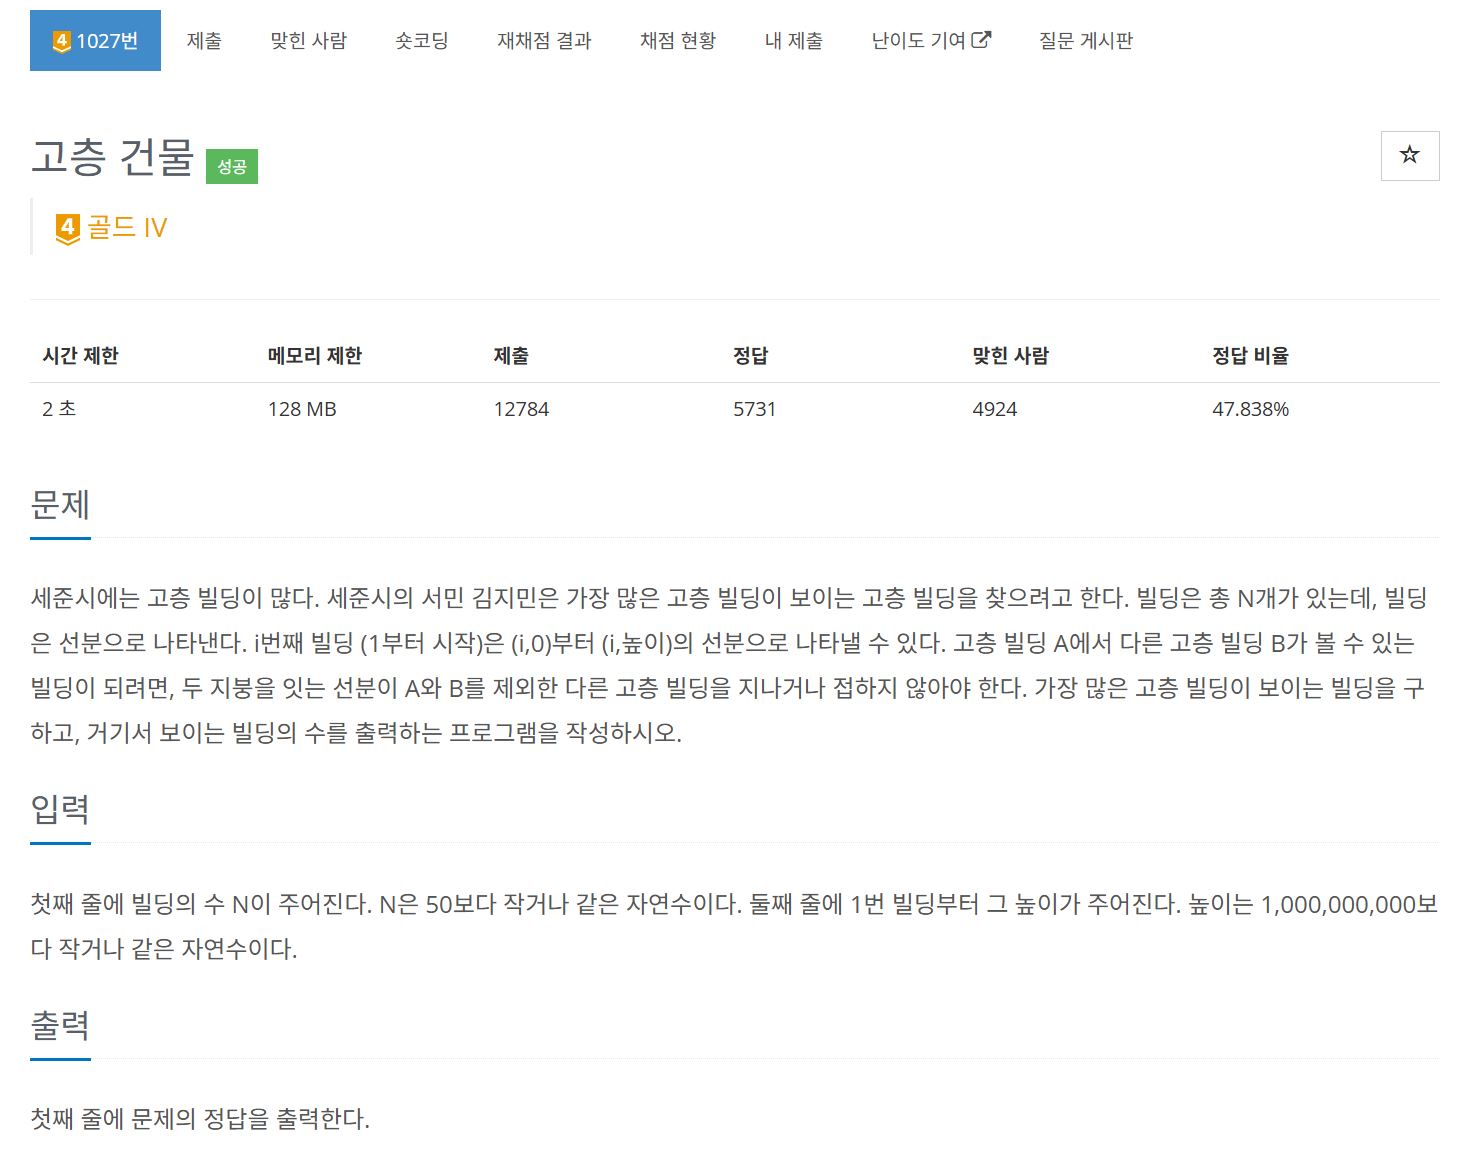 4 1027번 제출 맞힌 사람 숏코딩 재채점 결과 채점 현황 내 제출 난이도 기여 질문 게시판
고층 건물 성공
4 골드 IV
시간 제한 메모리 제한 제출 정답 맞힌 사람 정답 비율
2 초 128 MB 12784 5731 4924 47.838%
문제
세준시에는 고층 빌딩이 많다. 세준시의 서민 김지민은 가장 많은 고층 빌딩이 보이는 고층 빌딩을 찾으려고 한다. 빌딩은 총 N개가 있는데, 빌딩
은 선분으로 나타낸다. i번째 빌딩 (1부터 시작)은 (i,0)부터 (i,높이)의 선분으로 나타낼 수 있다. 고층 빌딩 A에서 다른 고층 빌딩 B가 볼 수 있는
빌딩이 되려면, 두 지붕을 잇는 선분이 A와 B를 제외한 다른 고층 빌딩을 지나거나 접하지 않아야 한다. 가장 많은 고층 빌딩이 보이는 빌딩을 구
하고, 거기서 보이는 빌딩의 수를 출력하는 프로그램을 작성하시오.
입력
첫째 줄에 빌딩의 수 N이 주어진다. N은 50보다 작거나 같은 자연수이다. 둘째 줄에 1번 빌딩부터 그 높이가 주어진다. 높이는 1,000,000,000보
다 작거나 같은 자연수이다.
출력
첫째 줄에 문제의 정답을 출력한다.